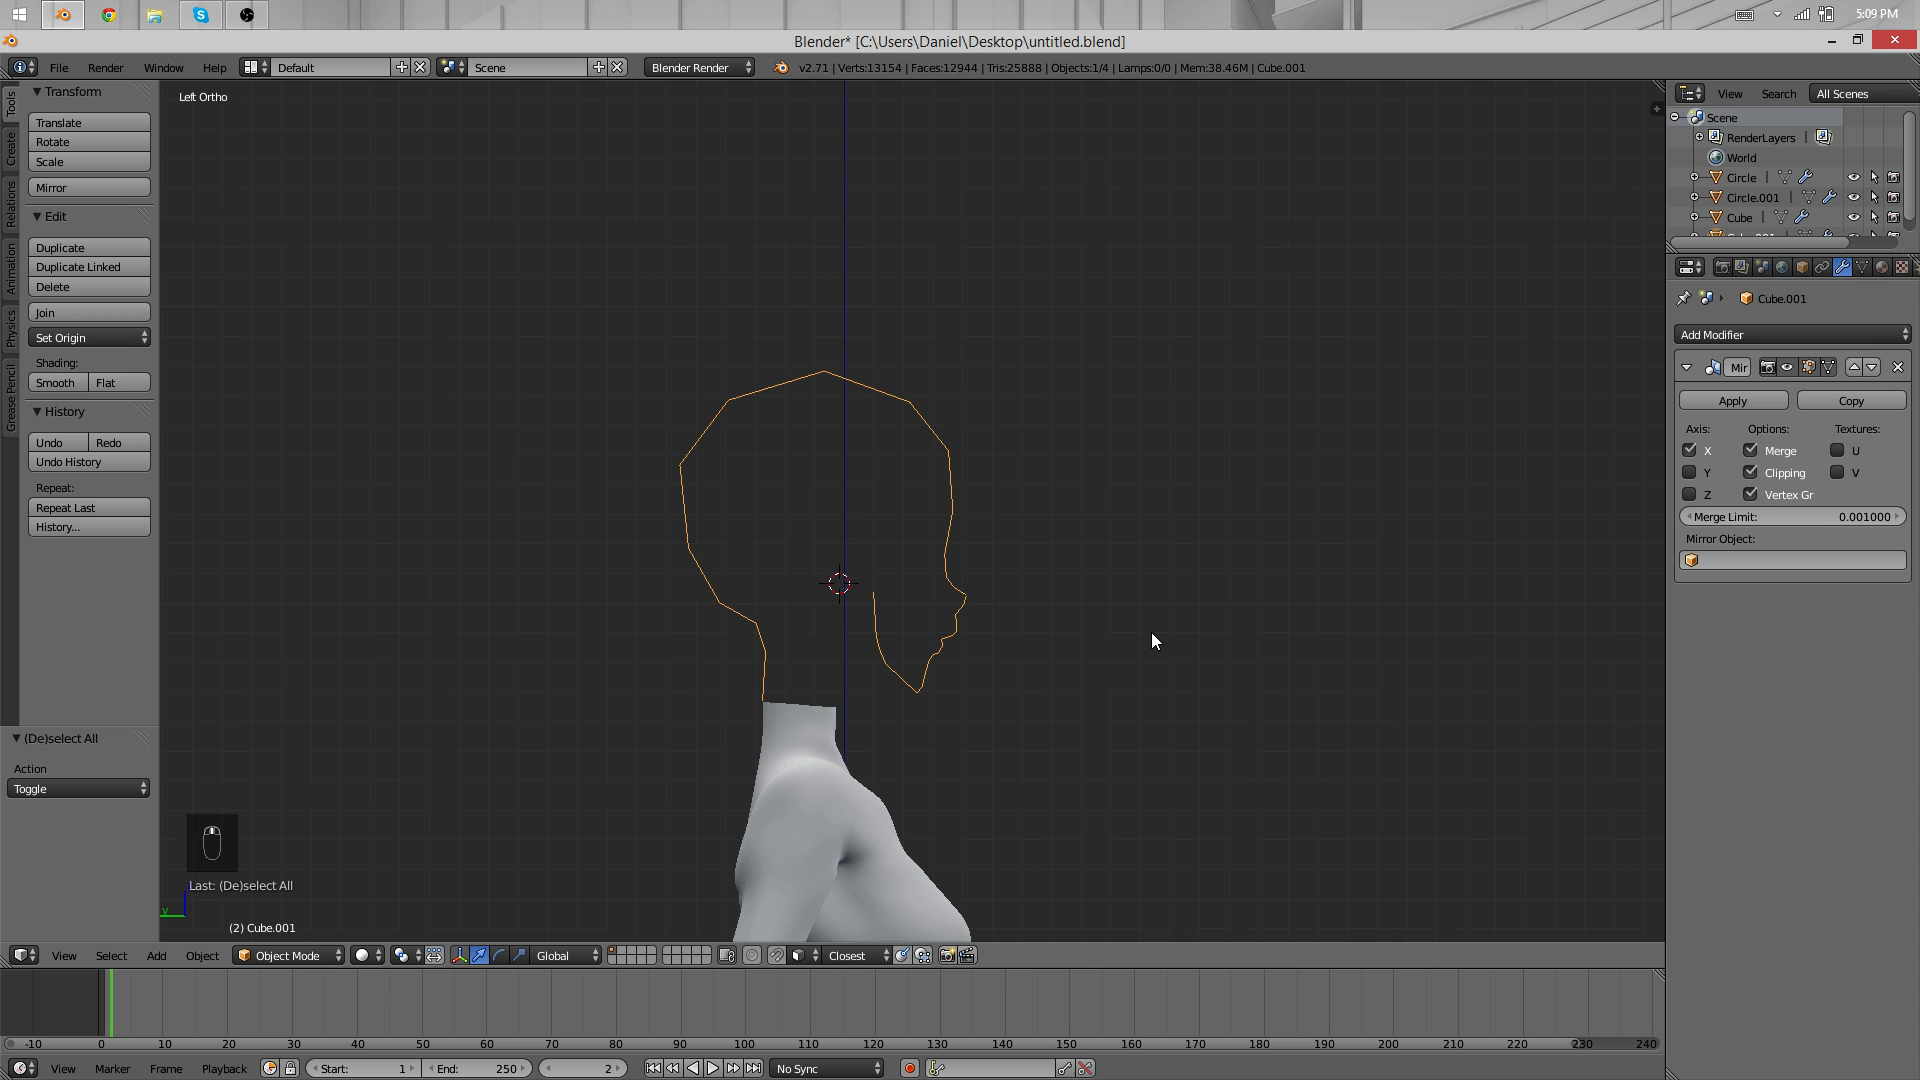 5:09 PM
Blender* [C:\Users\Daniel\Desktop\untitled.blend]
File Render Window Help Default Scene Blender Render v2.71 | Verts:13154 | Faces:12944 | Tris:25888 | Objects:1/4 | Lamps:0/0 | Mem:38.46M | Cube.001
Tools
Create
Relations
Animation
Physics
Grease Pencil
Transform
Translate
Rotate
Scale
Mirror
Edit
Duplicate
Duplicate Linked
Delete
Join
Set Origin
Shading:
Smooth Flat
History
Undo Redo
Undo History
Repeat:
Repeat Last
History...
(De)select All
Action
Toggle
Left Ortho
Last: (De)select All
y
(2) Cube.001
View Search All Scenes
Scene
RenderLayers |
World
Circle |
Circle.001 |
Cube |
Cube.001
Add Modifier
Mir
Apply Copy
Axis: Options: Textures:
X Merge U
Y Clipping V
Z Vertex Gr
Merge Limit: 0.001000
Mirror Object:
View Select Add Object Object Mode Global Closest
-10 0 10 20 30 40 50 60 70 80 90 100 110 120 130 140 150 160 170 180 190 200 210 220 230 240
View Marker Frame Playback Start: 1 End: 250 2 No Sync